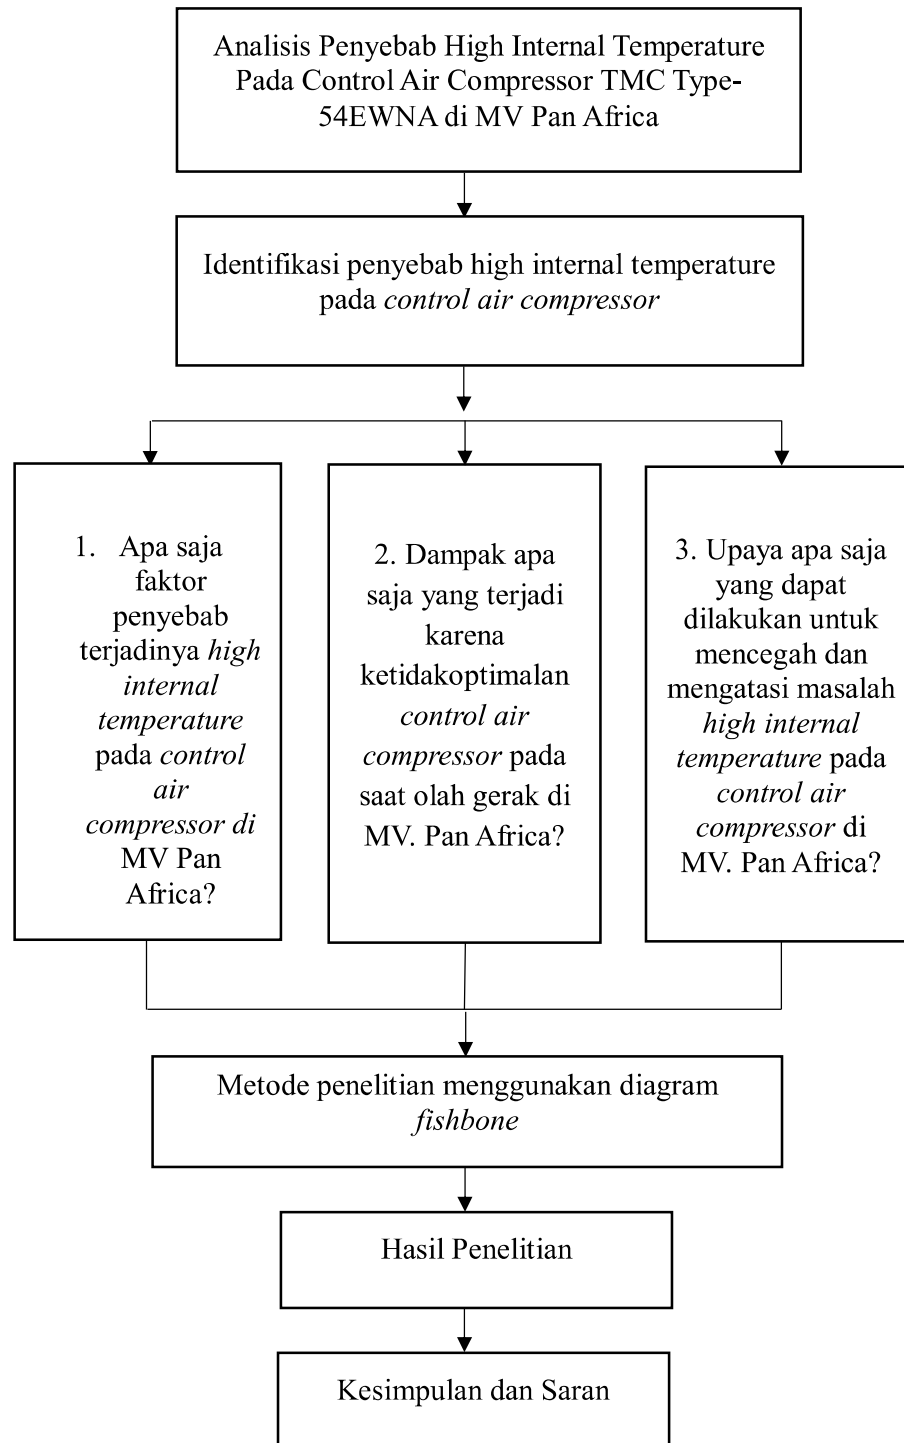 Analisis Penyebab High Internal Temperature
Pada Control Air Compressor TMC Type-
54EWNA di MV Pan Africa
Identifikasi penyebab high internal temperature
pada control air compressor
1. Apa saja
faktor
penyebab
terjadinya high
internal
temperature
pada control
air
compressor di
MV Pan
Africa?
2. Dampak apa
saja yang terjadi
karena
ketidakoptimalan
control air
compressor pada
saat olah gerak di
MV. Pan Africa?
3. Upaya apa saja
yang dapat
dilakukan untuk
mencegah dan
mengatasi masalah
high internal
temperature pada
control air
compressor di
MV. Pan Africa?
Metode penelitian menggunakan diagram
fishbone
Hasil Penelitian
Kesimpulan dan Saran